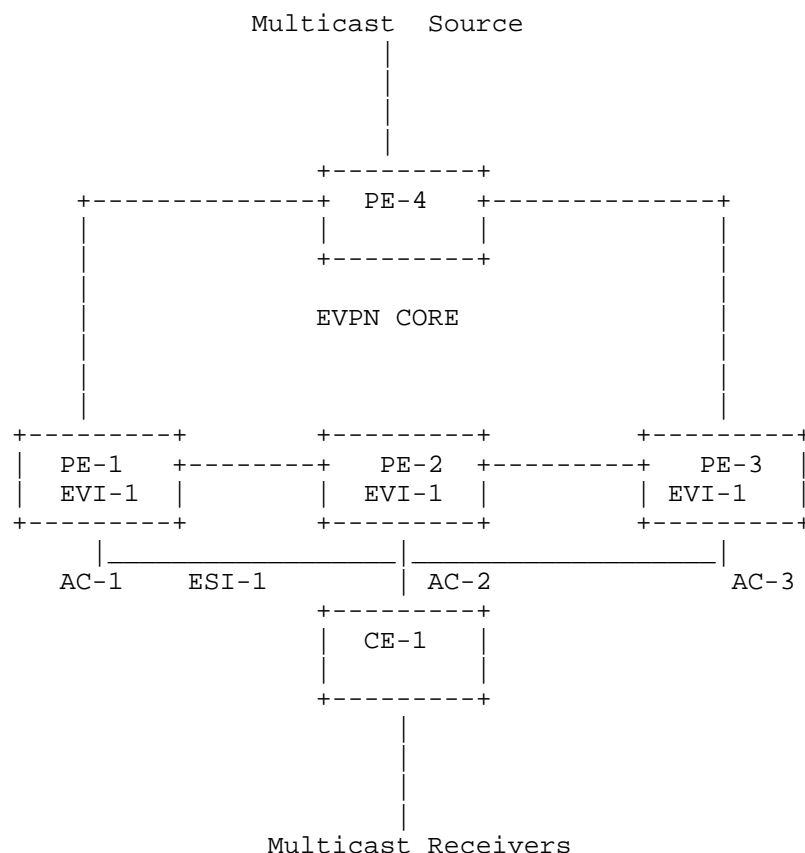 Multicast Source
PE-4
EVPN CORE
PE-1 PE-2 PE-3
EVI-1 EVI-1 EVI-1
AC-1 ESI-1 AC-2 AC-3
CE-1
Multicast Receivers